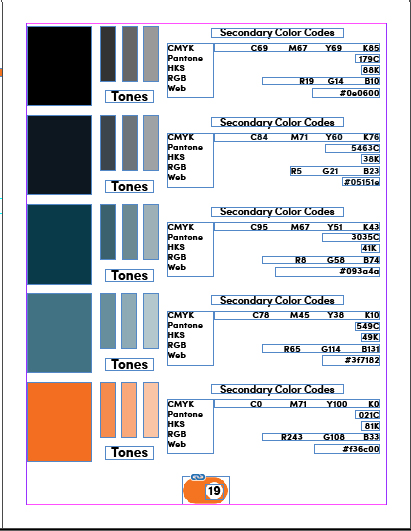 Secondary Color Codes
CMYK C69 M67 Y69 K85
Pantone 179C
HKS 88K
RGB R19 G14 B10
Web #0e0600
Tones
Secondary Color Codes
CMYK C84 M71 Y60 K76
Pantone 5463C
HKS 38K
RGB R5 G21 B23
Web #05151e
Tones
Secondary Color Codes
CMYK C95 M67 Y51 K43
Pantone 3035C
HKS 41K
RGB R8 G58 B74
Web #093a4a
Tones
Secondary Color Codes
CMYK C78 M45 Y38 K10
Pantone 549C
HKS 49K
RGB R65 G114 B131
Web #3f7182
Tones
Secondary Color Codes
CMYK C0 M71 Y100 K0
Pantone 021C
HKS 81K
RGB R243 G108 B33
Web #f36c00
Tones
19